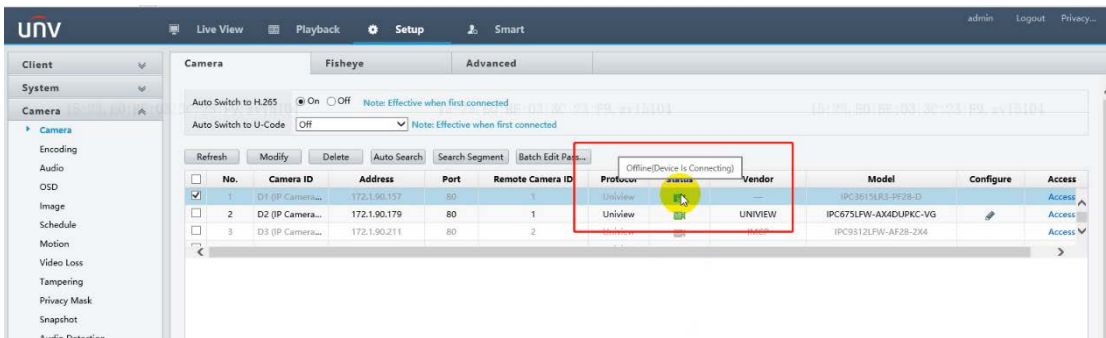 unv Live View Playback Setup Smart admin Logout Privacy...
Client
System
Camera
Camera
Encoding
Audio
OSD
Image
Schedule
Motion
Video Loss
Tampering
Privacy Mask
Snapshot
Audio Detection
Camera Fisheye Advanced
Auto Switch to H.265 On Off Note: Effective when first connected
Auto Switch to U-Code Off Note: Effective when first connected
Refresh Modify Delete Auto Search Search Segment Batch Edit Pass...
Offline(Device Is Connecting)
No. Camera ID Address Port Remote Camera ID Protocol Status Vendor Model Configure Access
1 D1 (IP Camera... 172.1.90.157 80 1 Uniview — IPC3615LR3-PF28-D Access
2 D2 (IP Camera... 172.1.90.179 80 1 Uniview UNIVIEW IPC675LFW-AX4DUPKC-VG Access
3 D3 (IP Camera... 172.1.90.211 80 2 Uniview IMCP IPC9312LFW-AF28-2X4 Access